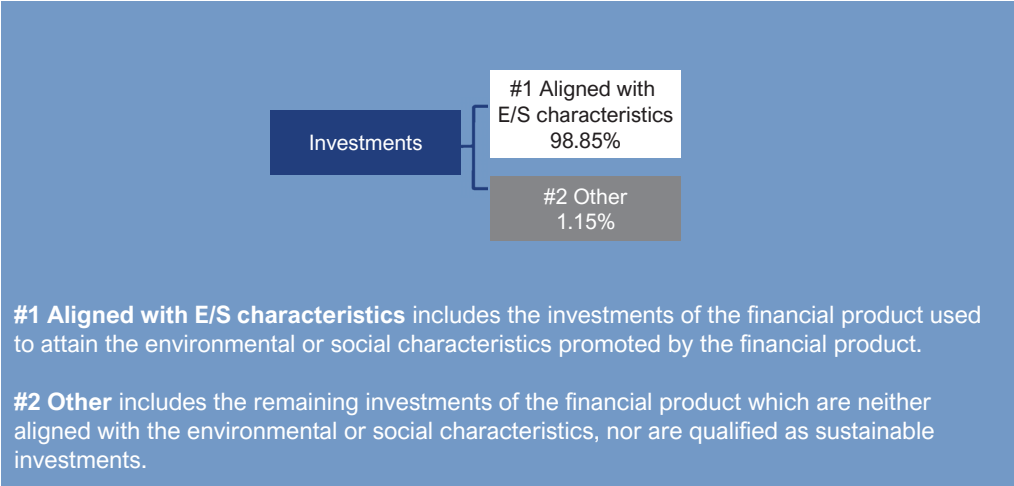 Investments
#1 Aligned with
E/S characteristics
98.85%
#2 Other
1.15%
#1 Aligned with E/S characteristics includes the investments of the financial product used
to attain the environmental or social characteristics promoted by the financial product.
#2 Other includes the remaining investments of the financial product which are neither
aligned with the environmental or social characteristics, nor are qualified as sustainable
investments.